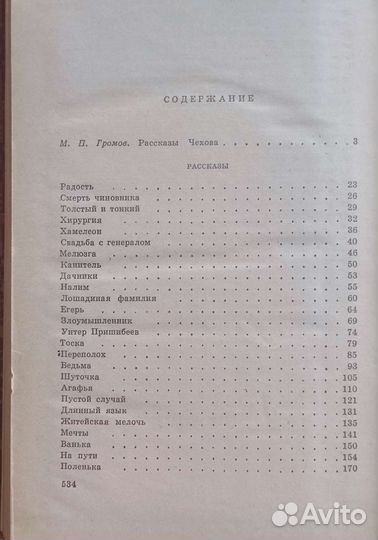 СОДЕРЖАНИЕ
М. П. Громов. Рассказы Чехова . . . . . . . . . . . . 3
РАССКАЗЫ
Радость . . . . . . . . . . . . 23
Смерть чиновника . . . . . . . . . . . . 26
Толстый и тонкий . . . . . . . . . . . . 29
Хирургия . . . . . . . . . . . . 32
Хамелеон . . . . . . . . . . . . 36
Свадьба с генералом . . . . . . . . . . . . 40
Мелюзга . . . . . . . . . . . . 46
Канитель . . . . . . . . . . . . 50
Дачники . . . . . . . . . . . . 53
Налим . . . . . . . . . . . . 55
Лошадиная фамилия . . . . . . . . . . . . 60
Егерь . . . . . . . . . . . . 64
Злоумышленник . . . . . . . . . . . . 69
Унтер Пришибеев . . . . . . . . . . . . 74
Тоска . . . . . . . . . . . . 79
Переполох . . . . . . . . . . . . 85
Ведьма . . . . . . . . . . . . 93
Шуточка . . . . . . . . . . . . 105
Агафья . . . . . . . . . . . . 110
Пустой случай . . . . . . . . . . . . 121
Длинный язык . . . . . . . . . . . . 131
Житейская мелочь . . . . . . . . . . . . 135
Мечты . . . . . . . . . . . . 141
Ванька . . . . . . . . . . . . 150
На пути . . . . . . . . . . . . 154
Поленька . . . . . . . . . . . . 170
534
Avito